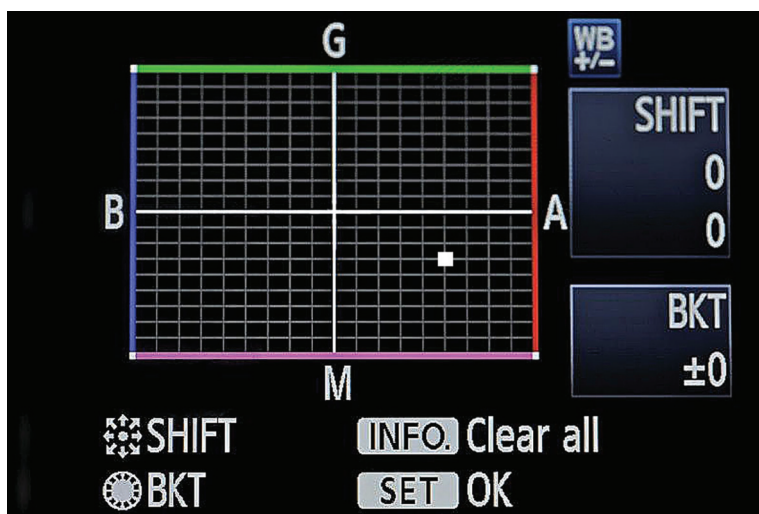 G
WB
+/−
SHIFT
0
0
B
A
BKT
±0
M
SHIFT
INFO. Clear all
BKT
SET OK